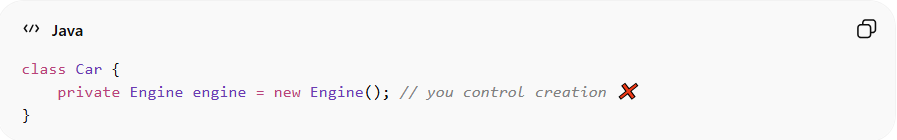 </> Java
class Car {
    private Engine engine = new Engine(); // you control creation ❌
}